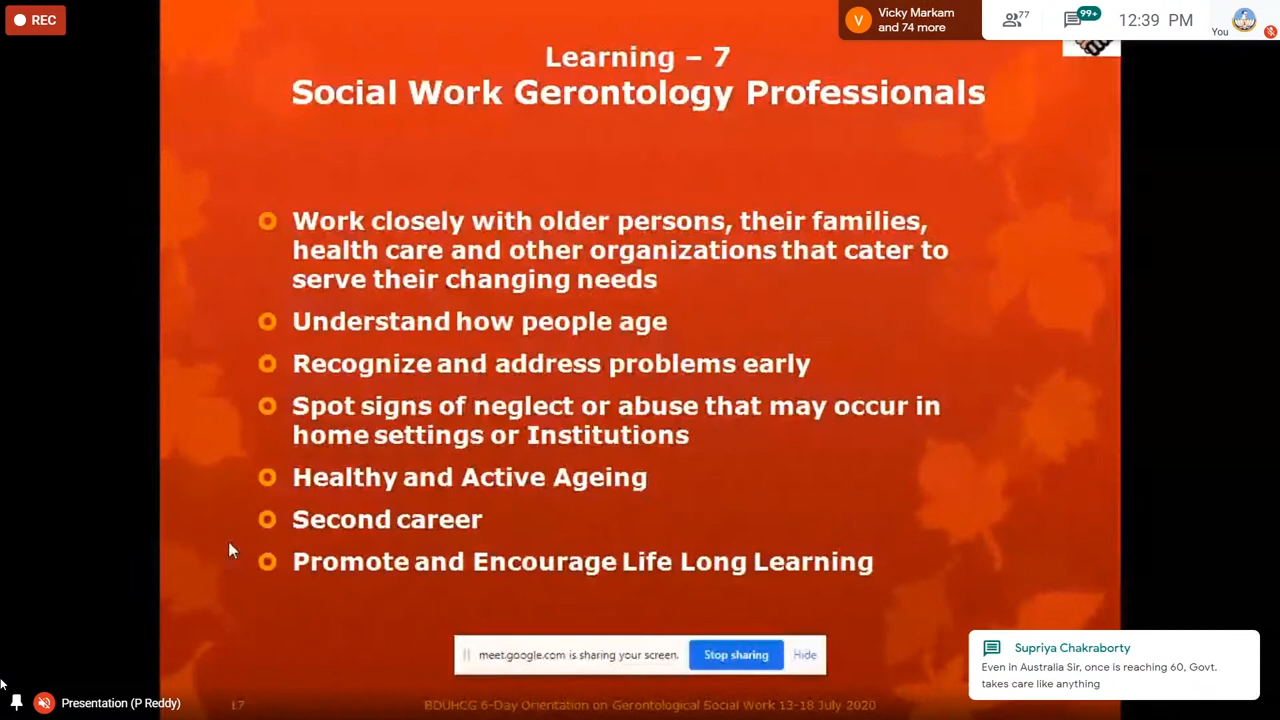 REC
Vicky Markam
and 74 more
77
99+
12:39 PM
You
Learning – 7
Social Work Gerontology Professionals
Work closely with older persons, their families,
health care and other organizations that cater to
serve their changing needs
Understand how people age
Recognize and address problems early
Spot signs of neglect or abuse that may occur in
home settings or Institutions
Healthy and Active Ageing
Second career
Promote and Encourage Life Long Learning
meet.google.com is sharing your screen. Stop sharing Hide
Supriya Chakraborty
Even in Australia Sir, once is reaching 60, Govt.
takes care like anything
Presentation (P Reddy)
17 BDUHCG 6-Day Orientation on Gerontological Social Work 13-18 July 2020
V